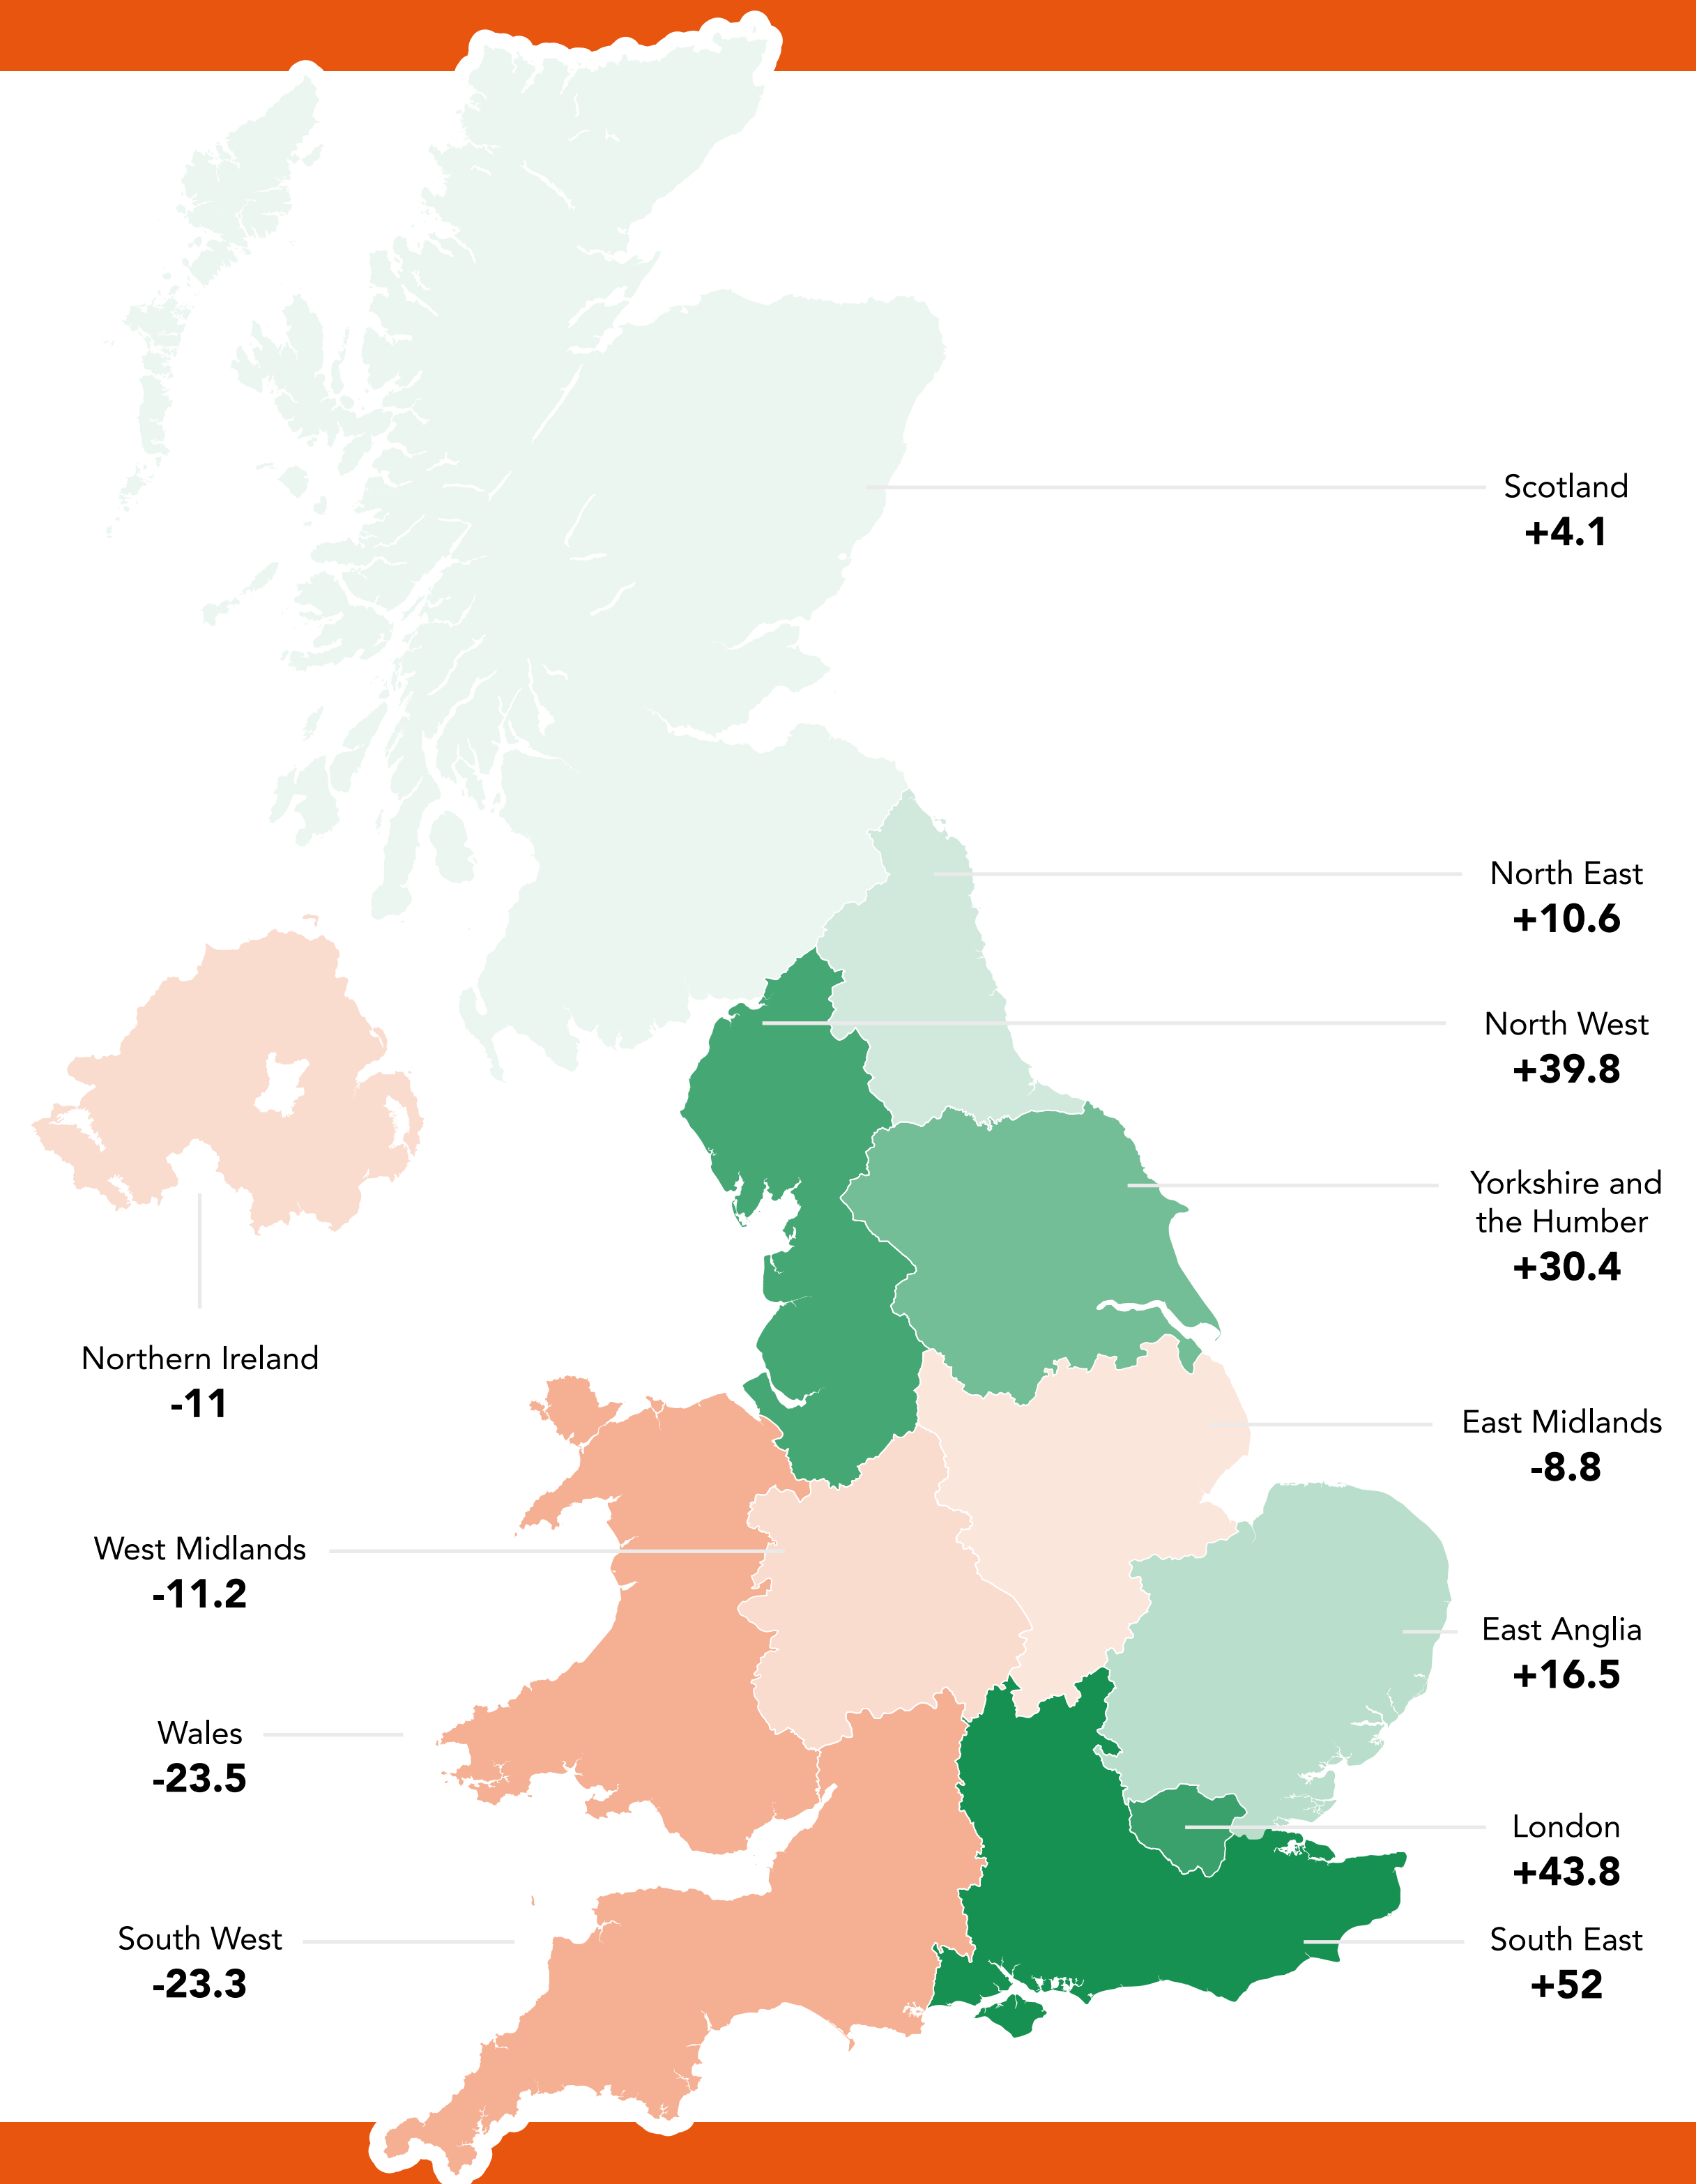 Scotland
+4.1
North East
+10.6
North West
+39.8
Yorkshire and
the Humber
+30.4
Northern Ireland
-11
East Midlands
-8.8
West Midlands
-11.2
East Anglia
+16.5
Wales
-23.5
London
+43.8
South West
-23.3
South East
+52